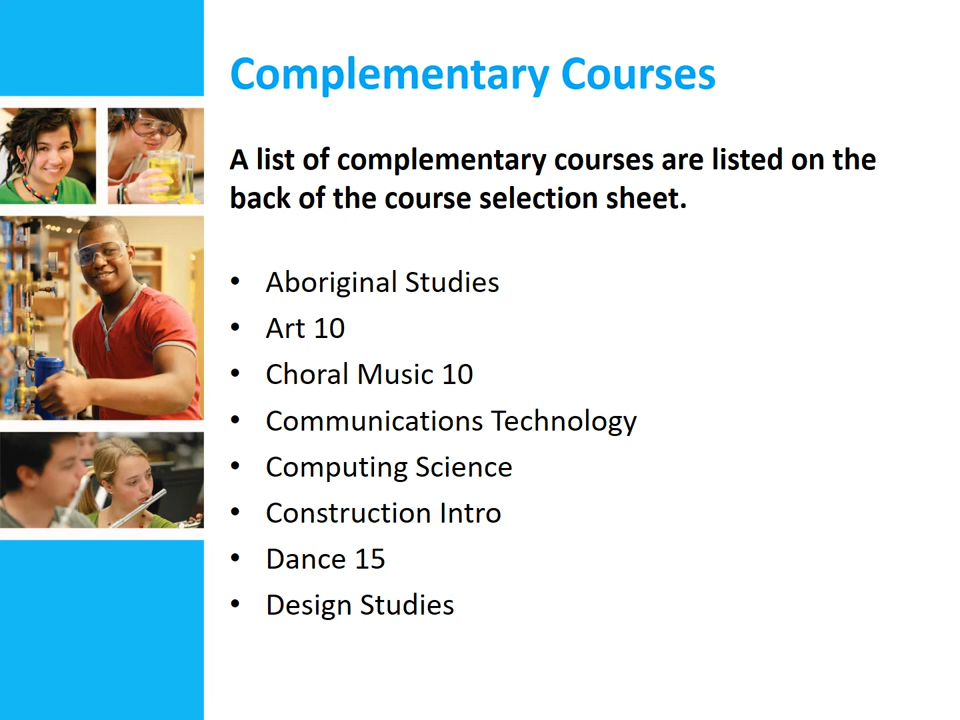 Complementary Courses
A list of complementary courses are listed on the
back of the course selection sheet.
• Aboriginal Studies
• Art 10
• Choral Music 10
• Communications Technology
• Computing Science
• Construction Intro
• Dance 15
• Design Studies